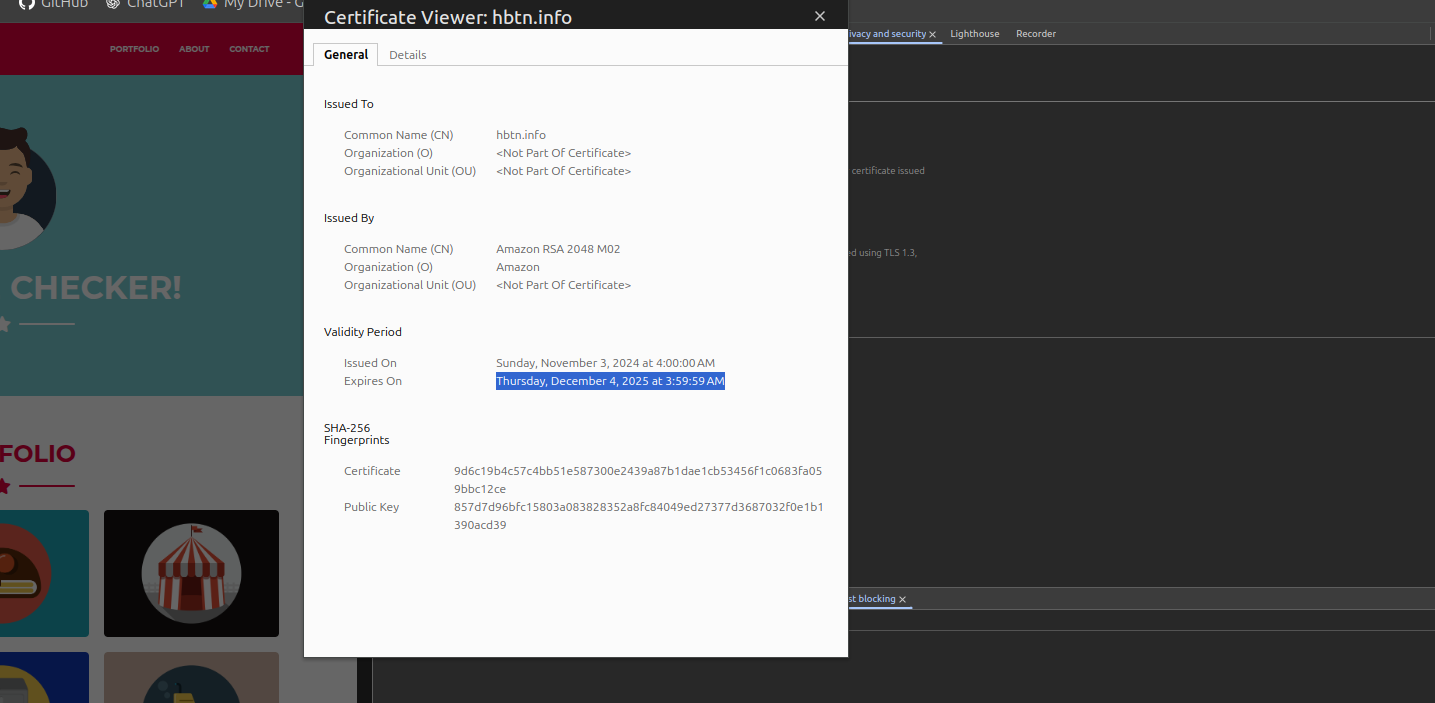 GitHub ChatGPT My Drive - G
Certificate Viewer: hbtn.info
PORTFOLIO ABOUT CONTACT
ivacy and security Lighthouse Recorder
General Details
Issued To
Common Name (CN) hbtn.info
Organization (O) <Not Part Of Certificate>
Organizational Unit (OU) <Not Part Of Certificate>
certificate issued
Issued By
Common Name (CN) Amazon RSA 2048 M02
Organization (O) Amazon
Organizational Unit (OU) <Not Part Of Certificate>
ed using TLS 1.3,
CHECKER!
Validity Period
Issued On Sunday, November 3, 2024 at 4:00:00 AM
Expires On Thursday, December 4, 2025 at 3:59:59 AM
SHA-256
Fingerprints
FOLIO
Certificate 9d6c19b4c57c4bb51e587300e2439a87b1dae1cb53456f1c0683fa05
9bbc12ce
Public Key 857d7d96bfc15803a083828352a8fc84049ed27377d3687032f0e1b1
390acd39
st blocking